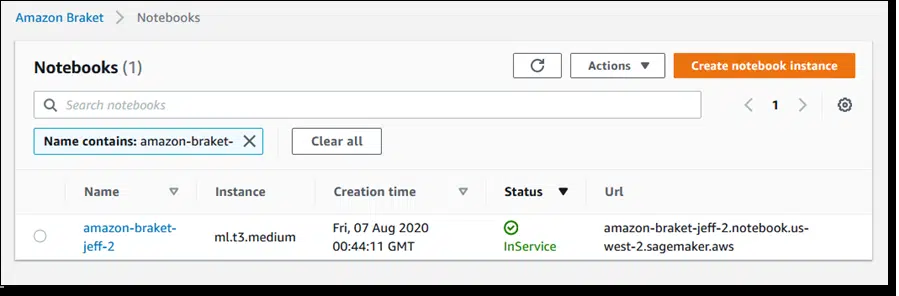 Amazon Braket > Notebooks
Notebooks (1)
Actions
Create notebook instance
Search notebooks
1
Name contains: amazon-braket-
Clear all
Name Instance Creation time Status Url
amazon-braket-
jeff-2
ml.t3.medium
Fri, 07 Aug 2020
00:44:11 GMT
InService
amazon-braket-jeff-2.notebook.us-
west-2.sagemaker.aws